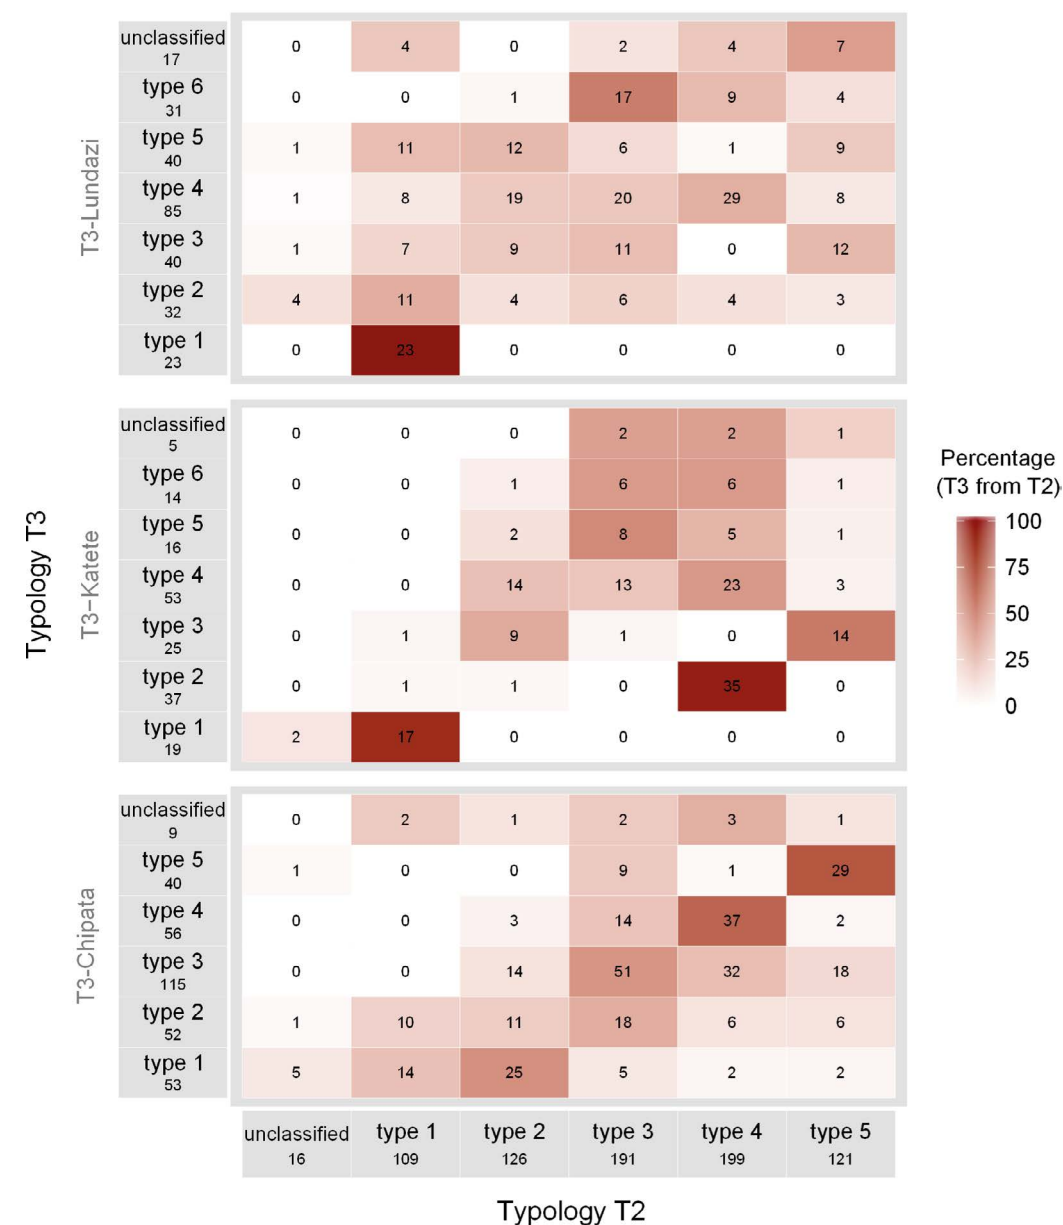 unclassified 0 4 0 2 4 7
17
type 6 0 0 1 17 9 4
31
type 5 1 11 12 6 1 9
40
type 4 1 8 19 20 29 8
85
type 3 1 7 9 11 0 12
40
type 2 4 11 4 6 4 3
32
type 1 0 23 0 0 0 0
23
T3-Lundazi
unclassified 0 0 0 2 2 1
5
type 6 0 0 1 6 6 1
14
type 5 0 0 2 8 5 1
16
type 4 0 0 14 13 23 3
53
type 3 0 1 9 1 0 14
25
type 2 0 1 1 0 35 0
37
type 1 2 17 0 0 0 0
19
T3-Katete
Typology T3
Percentage
(T3 from T2)
100
75
50
25
0
unclassified 0 2 1 2 3 1
9
type 5 1 0 0 9 1 29
40
type 4 0 0 3 14 37 2
56
type 3 0 0 14 51 32 18
115
type 2 1 10 11 18 6 6
52
type 1 5 14 25 5 2 2
53
T3-Chipata
unclassified type 1 type 2 type 3 type 4 type 5
16 109 126 191 199 121
Typology T2